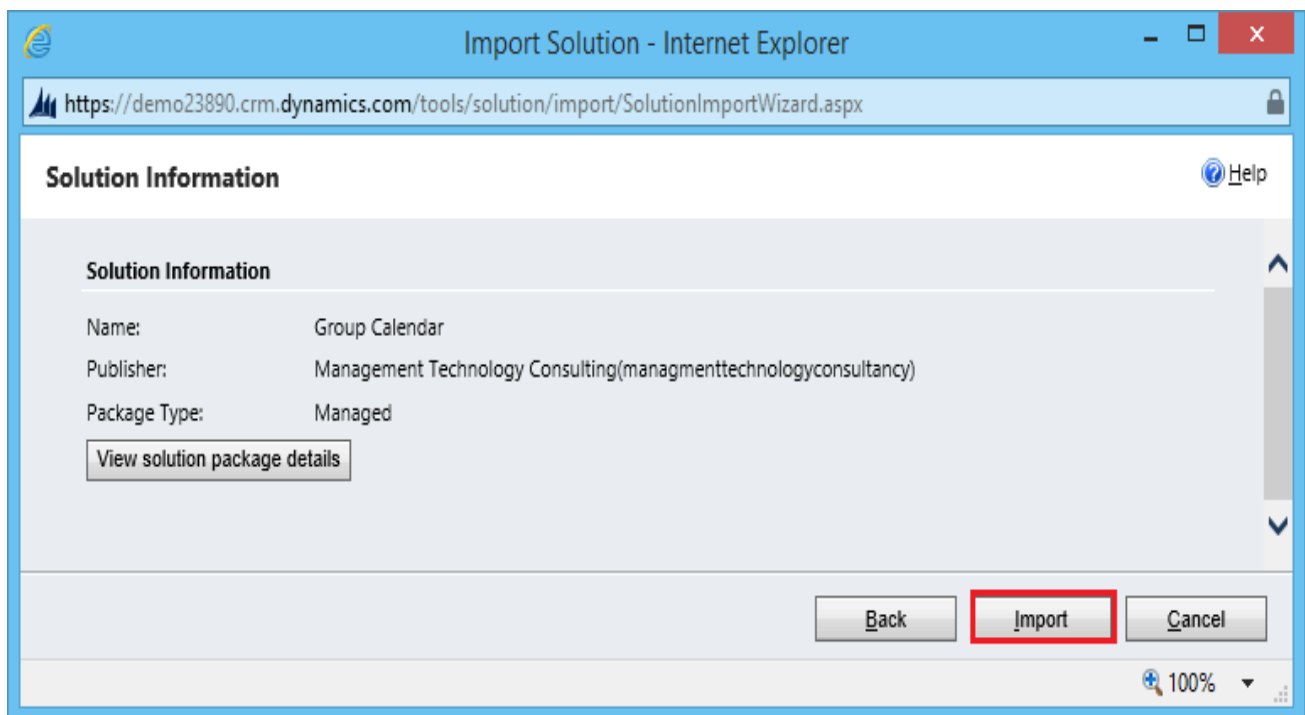 Import Solution - Internet Explorer
https://demo23890.crm.dynamics.com/tools/solution/import/SolutionImportWizard.aspx
Solution Information
Help
Solution Information
Name: Group Calendar
Publisher: Management Technology Consulting(managmenttechnologyconsultancy)
Package Type: Managed
View solution package details
Back Import Cancel
100%